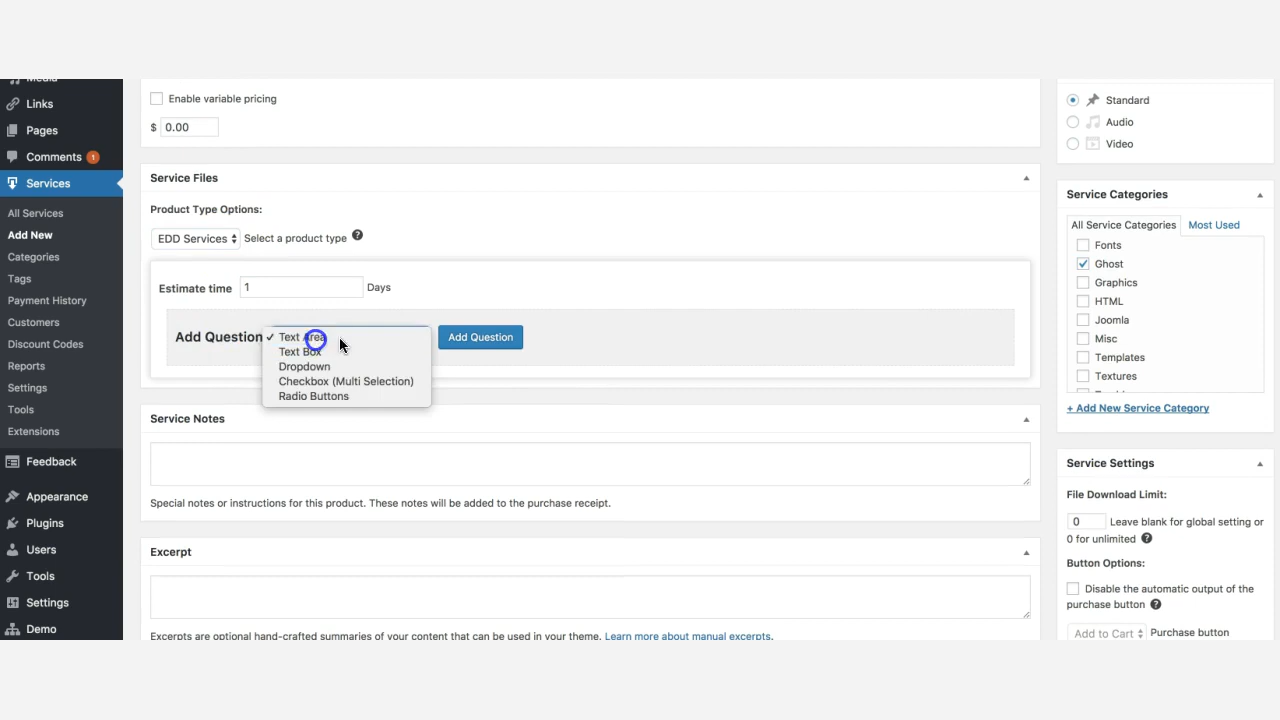 Media
Links
Pages
Comments 1
Services
All Services
Add New
Categories
Tags
Payment History
Customers
Discount Codes
Reports
Settings
Tools
Extensions
Feedback
Appearance
Plugins
Users
Tools
Settings
Demo
Enable variable pricing
$ 0.00
Service Files
Product Type Options:
EDD Services Select a product type ?
Estimate time 1 Days
Add Question
✓ Text Area
Text Box
Dropdown
Checkbox (Multi Selection)
Radio Buttons
Add Question
Service Notes
Special notes or instructions for this product. These notes will be added to the purchase receipt.
Excerpt
Excerpts are optional hand-crafted summaries of your content that can be used in your theme. Learn more about manual excerpts.
Standard
Audio
Video
Service Categories
All Service Categories Most Used
Fonts
Ghost
Graphics
HTML
Joomla
Misc
Templates
Textures
+ Add New Service Category
Service Settings
File Download Limit:
0 Leave blank for global setting or
0 for unlimited ?
Button Options:
Disable the automatic output of the
purchase button ?
Add to Cart Purchase button